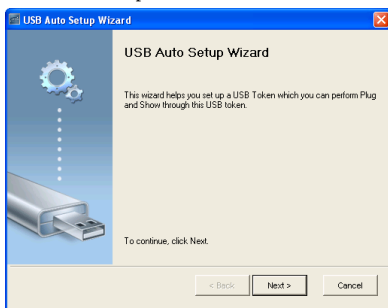 USB Auto Setup Wizard
USB Auto Setup Wizard
This wizard helps you set up a USB Token which you can perform Plug
and Show through this USB token.
To continue, click Next.
< Back
Next >
Cancel